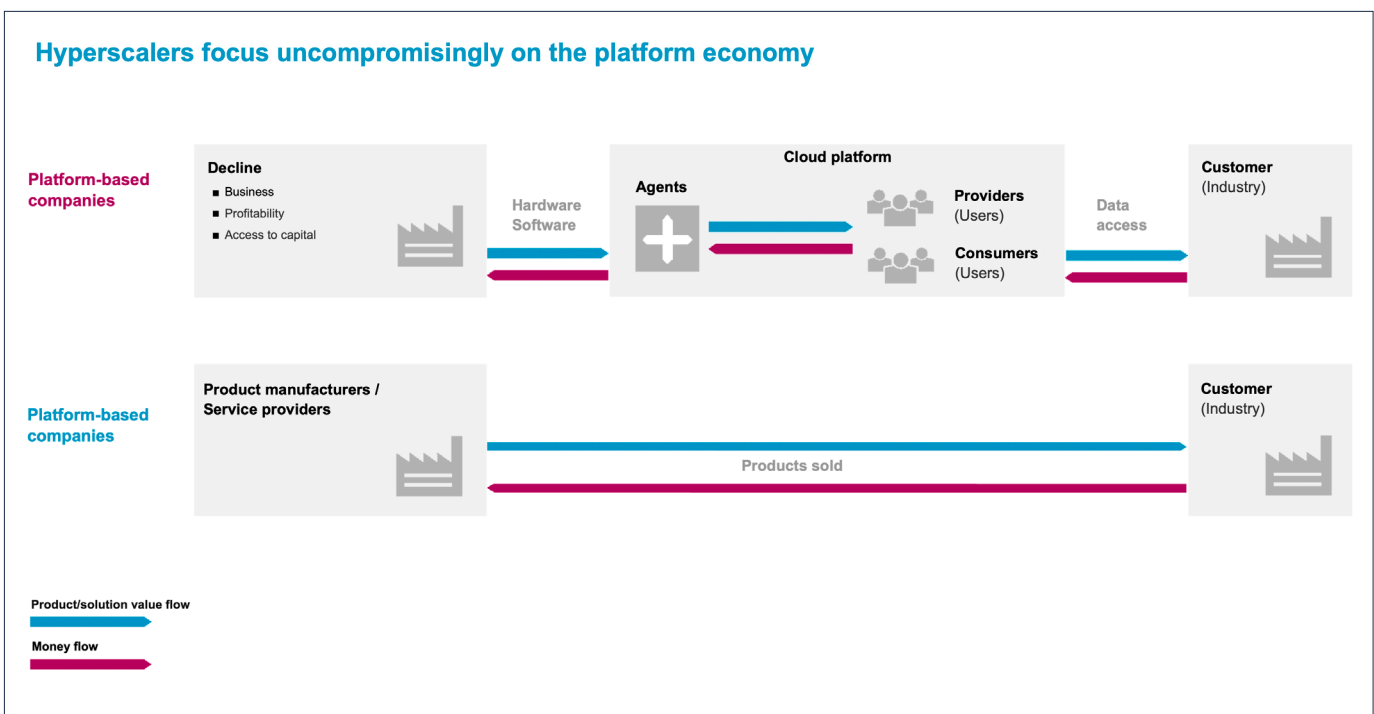 Hyperscalers focus uncompromisingly on the platform economy
Platform-based
companies
Decline
■ Business
■ Profitability
■ Access to capital
Hardware
Software
Cloud platform
Agents
Providers
(Users)
Consumers
(Users)
Data
access
Customer
(Industry)
Platform-based
companies
Product manufacturers /
Service providers
Products sold
Customer
(Industry)
Product/solution value flow
Money flow